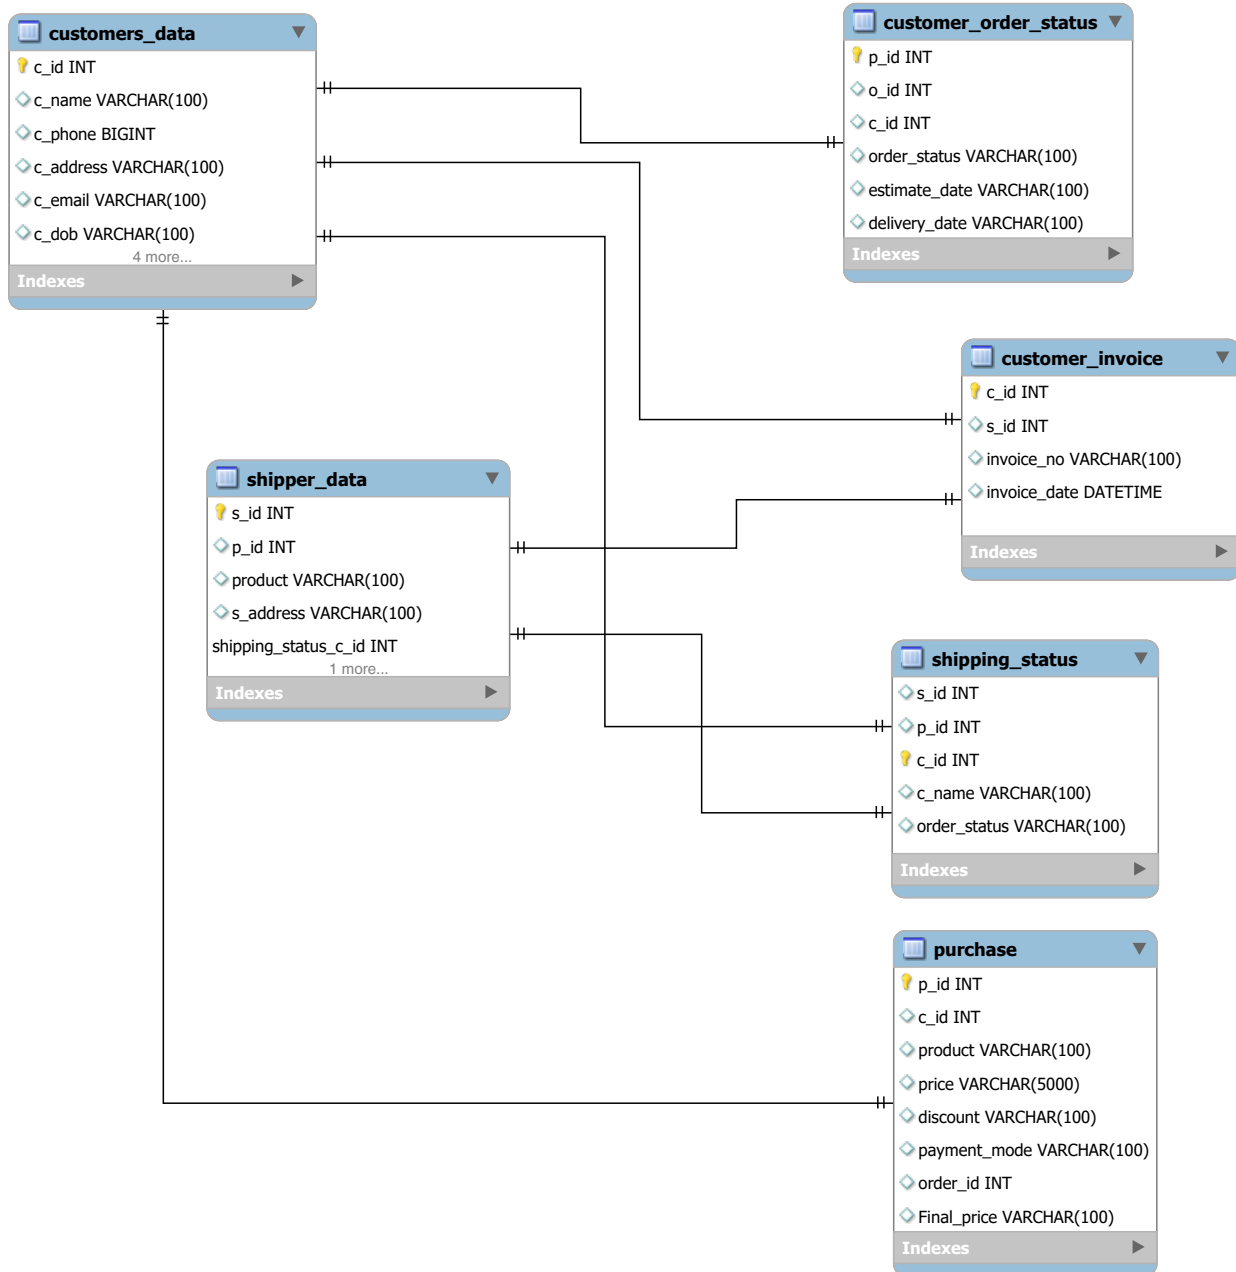 customers_data
c_id INT
c_name VARCHAR(100)
c_phone BIGINT
c_address VARCHAR(100)
c_email VARCHAR(100)
c_dob VARCHAR(100)
4 more...
Indexes
customer_order_status
p_id INT
o_id INT
c_id INT
order_status VARCHAR(100)
estimate_date VARCHAR(100)
delivery_date VARCHAR(100)
Indexes
customer_invoice
c_id INT
s_id INT
invoice_no VARCHAR(100)
invoice_date DATETIME
Indexes
shipper_data
s_id INT
p_id INT
product VARCHAR(100)
s_address VARCHAR(100)
shipping_status_c_id INT
1 more...
Indexes
shipping_status
s_id INT
p_id INT
c_id INT
c_name VARCHAR(100)
order_status VARCHAR(100)
Indexes
purchase
p_id INT
c_id INT
product VARCHAR(100)
price VARCHAR(5000)
discount VARCHAR(100)
payment_mode VARCHAR(100)
order_id INT
Final_price VARCHAR(100)
Indexes